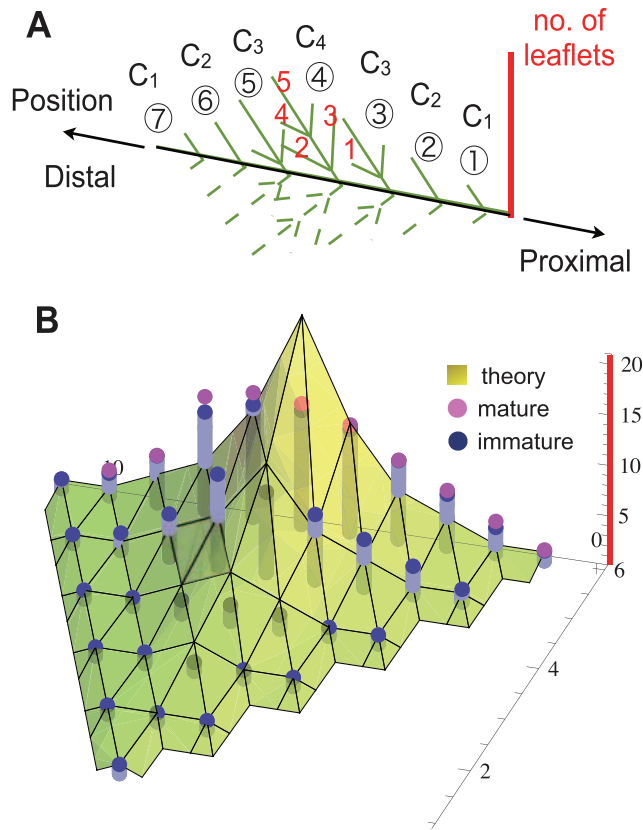 A
no. of
leaflets
C4
C3
C3
C2
C2
C1
C1
Position
5
④
⑤
4
3
③
⑥
⑦
2
1
②
①
Distal
Proximal
B
theory
mature
immature
20
15
10
5
0
10
6
4
2